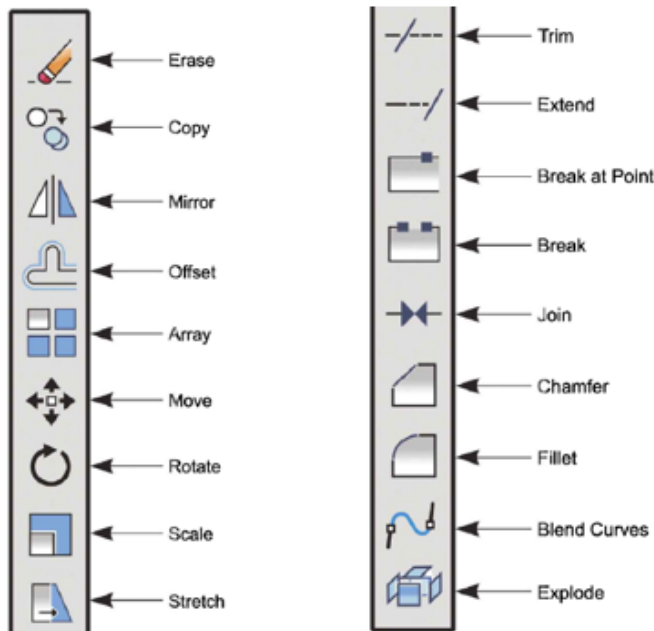 Erase
Copy
Mirror
Offset
Array
Move
Rotate
Scale
Stretch
Trim
Extend
Break at Point
Break
Join
Chamfer
Fillet
Blend Curves
Explode